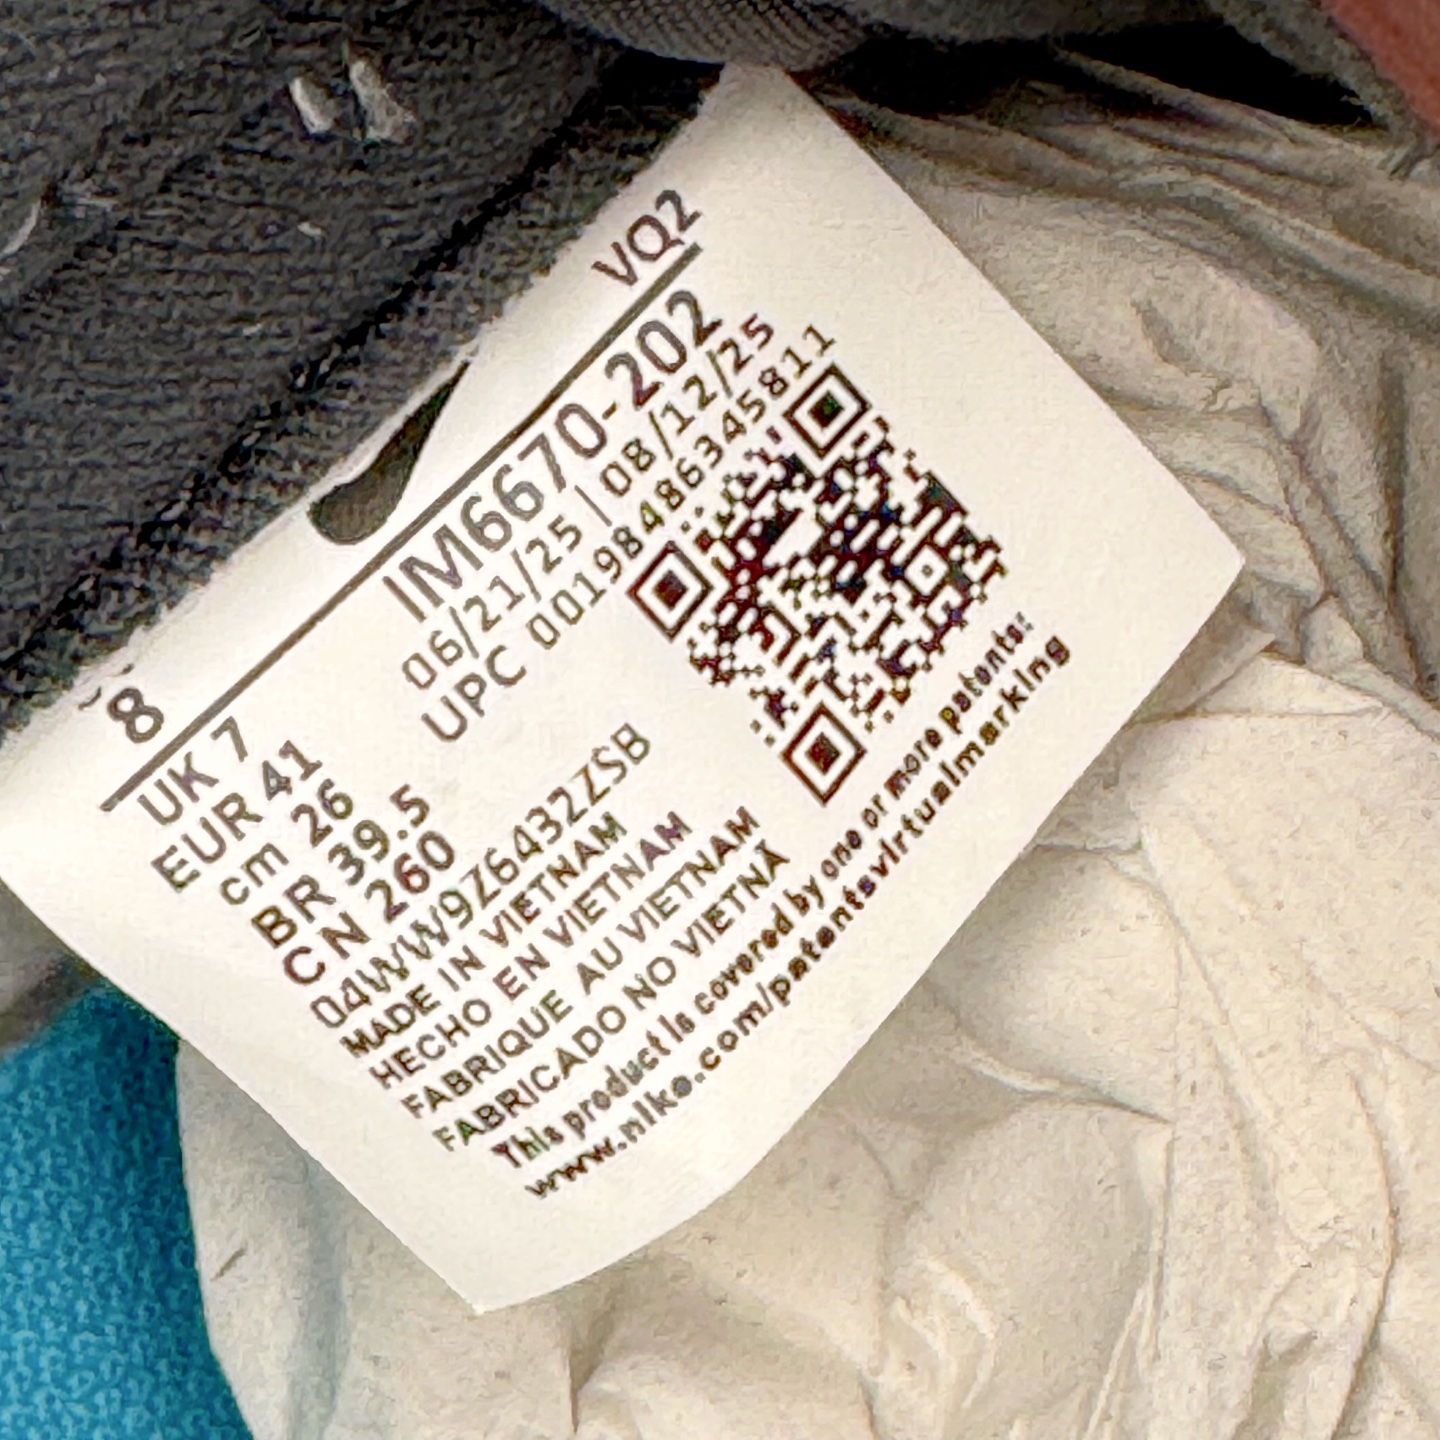 8 VQ2
UK 7
EUR 41
cm 26
BR 39.5
CN 260
IM6670-202
06/21/25 | 08/12/25
UPC 00198486345811
04WW9Z6432ZSB
MADE IN VIETNAM
HECHO EN VIETNAM
FABRIQUE AU VIETNAM
FABRICADO NO VIETNÃ
This product is covered by one or more patents:
www.nike.com/patentsvirtualmarking